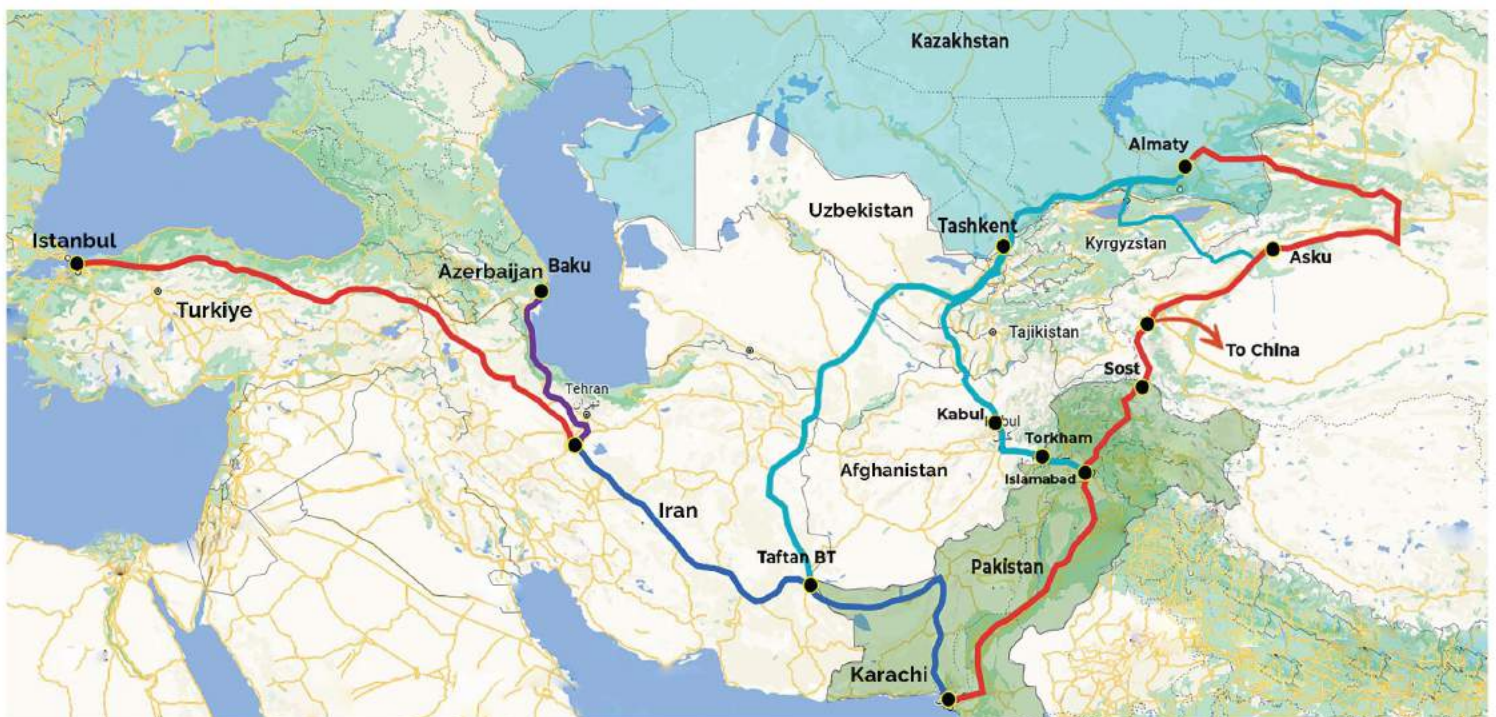 Kazakhstan
Almaty
Uzbekistan
Tashkent
Kyrgyzstan
Istanbul
Azerbaijan
Baku
Asku
Turkiye
Tajikistan
To China
Sost
Tehran
Kabul
Torkham
Afghanistan
Islamabad
Iran
Taftan BT
Pakistan
Karachi